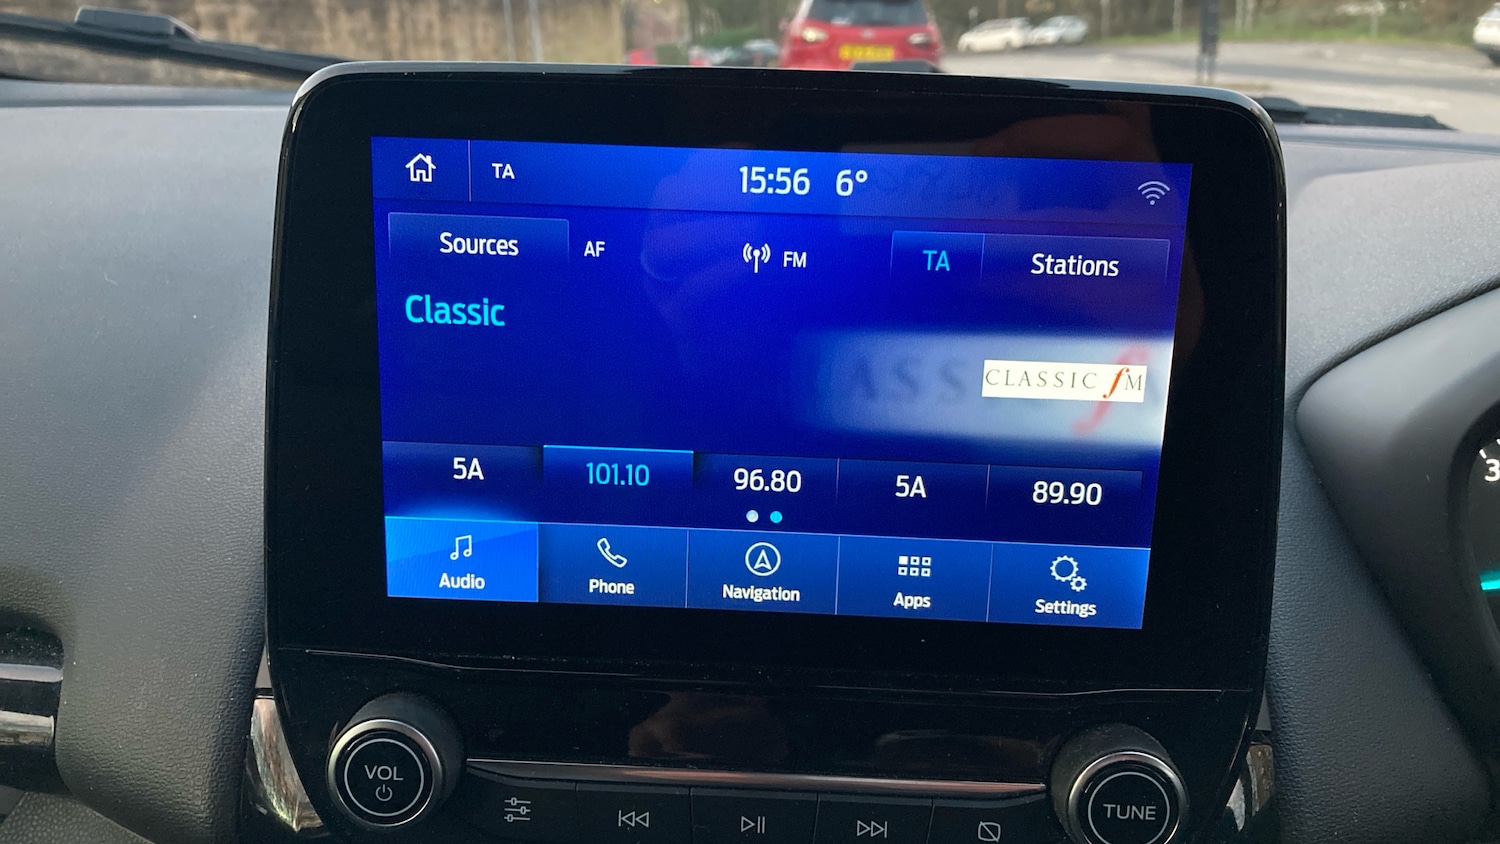 TA 15:56 6°
Sources AF FM TA Stations
Classic
CLASSIC fM
5A 101.10 96.80 5A 89.90
Audio Phone Navigation Apps Settings
VOL TUNE
3